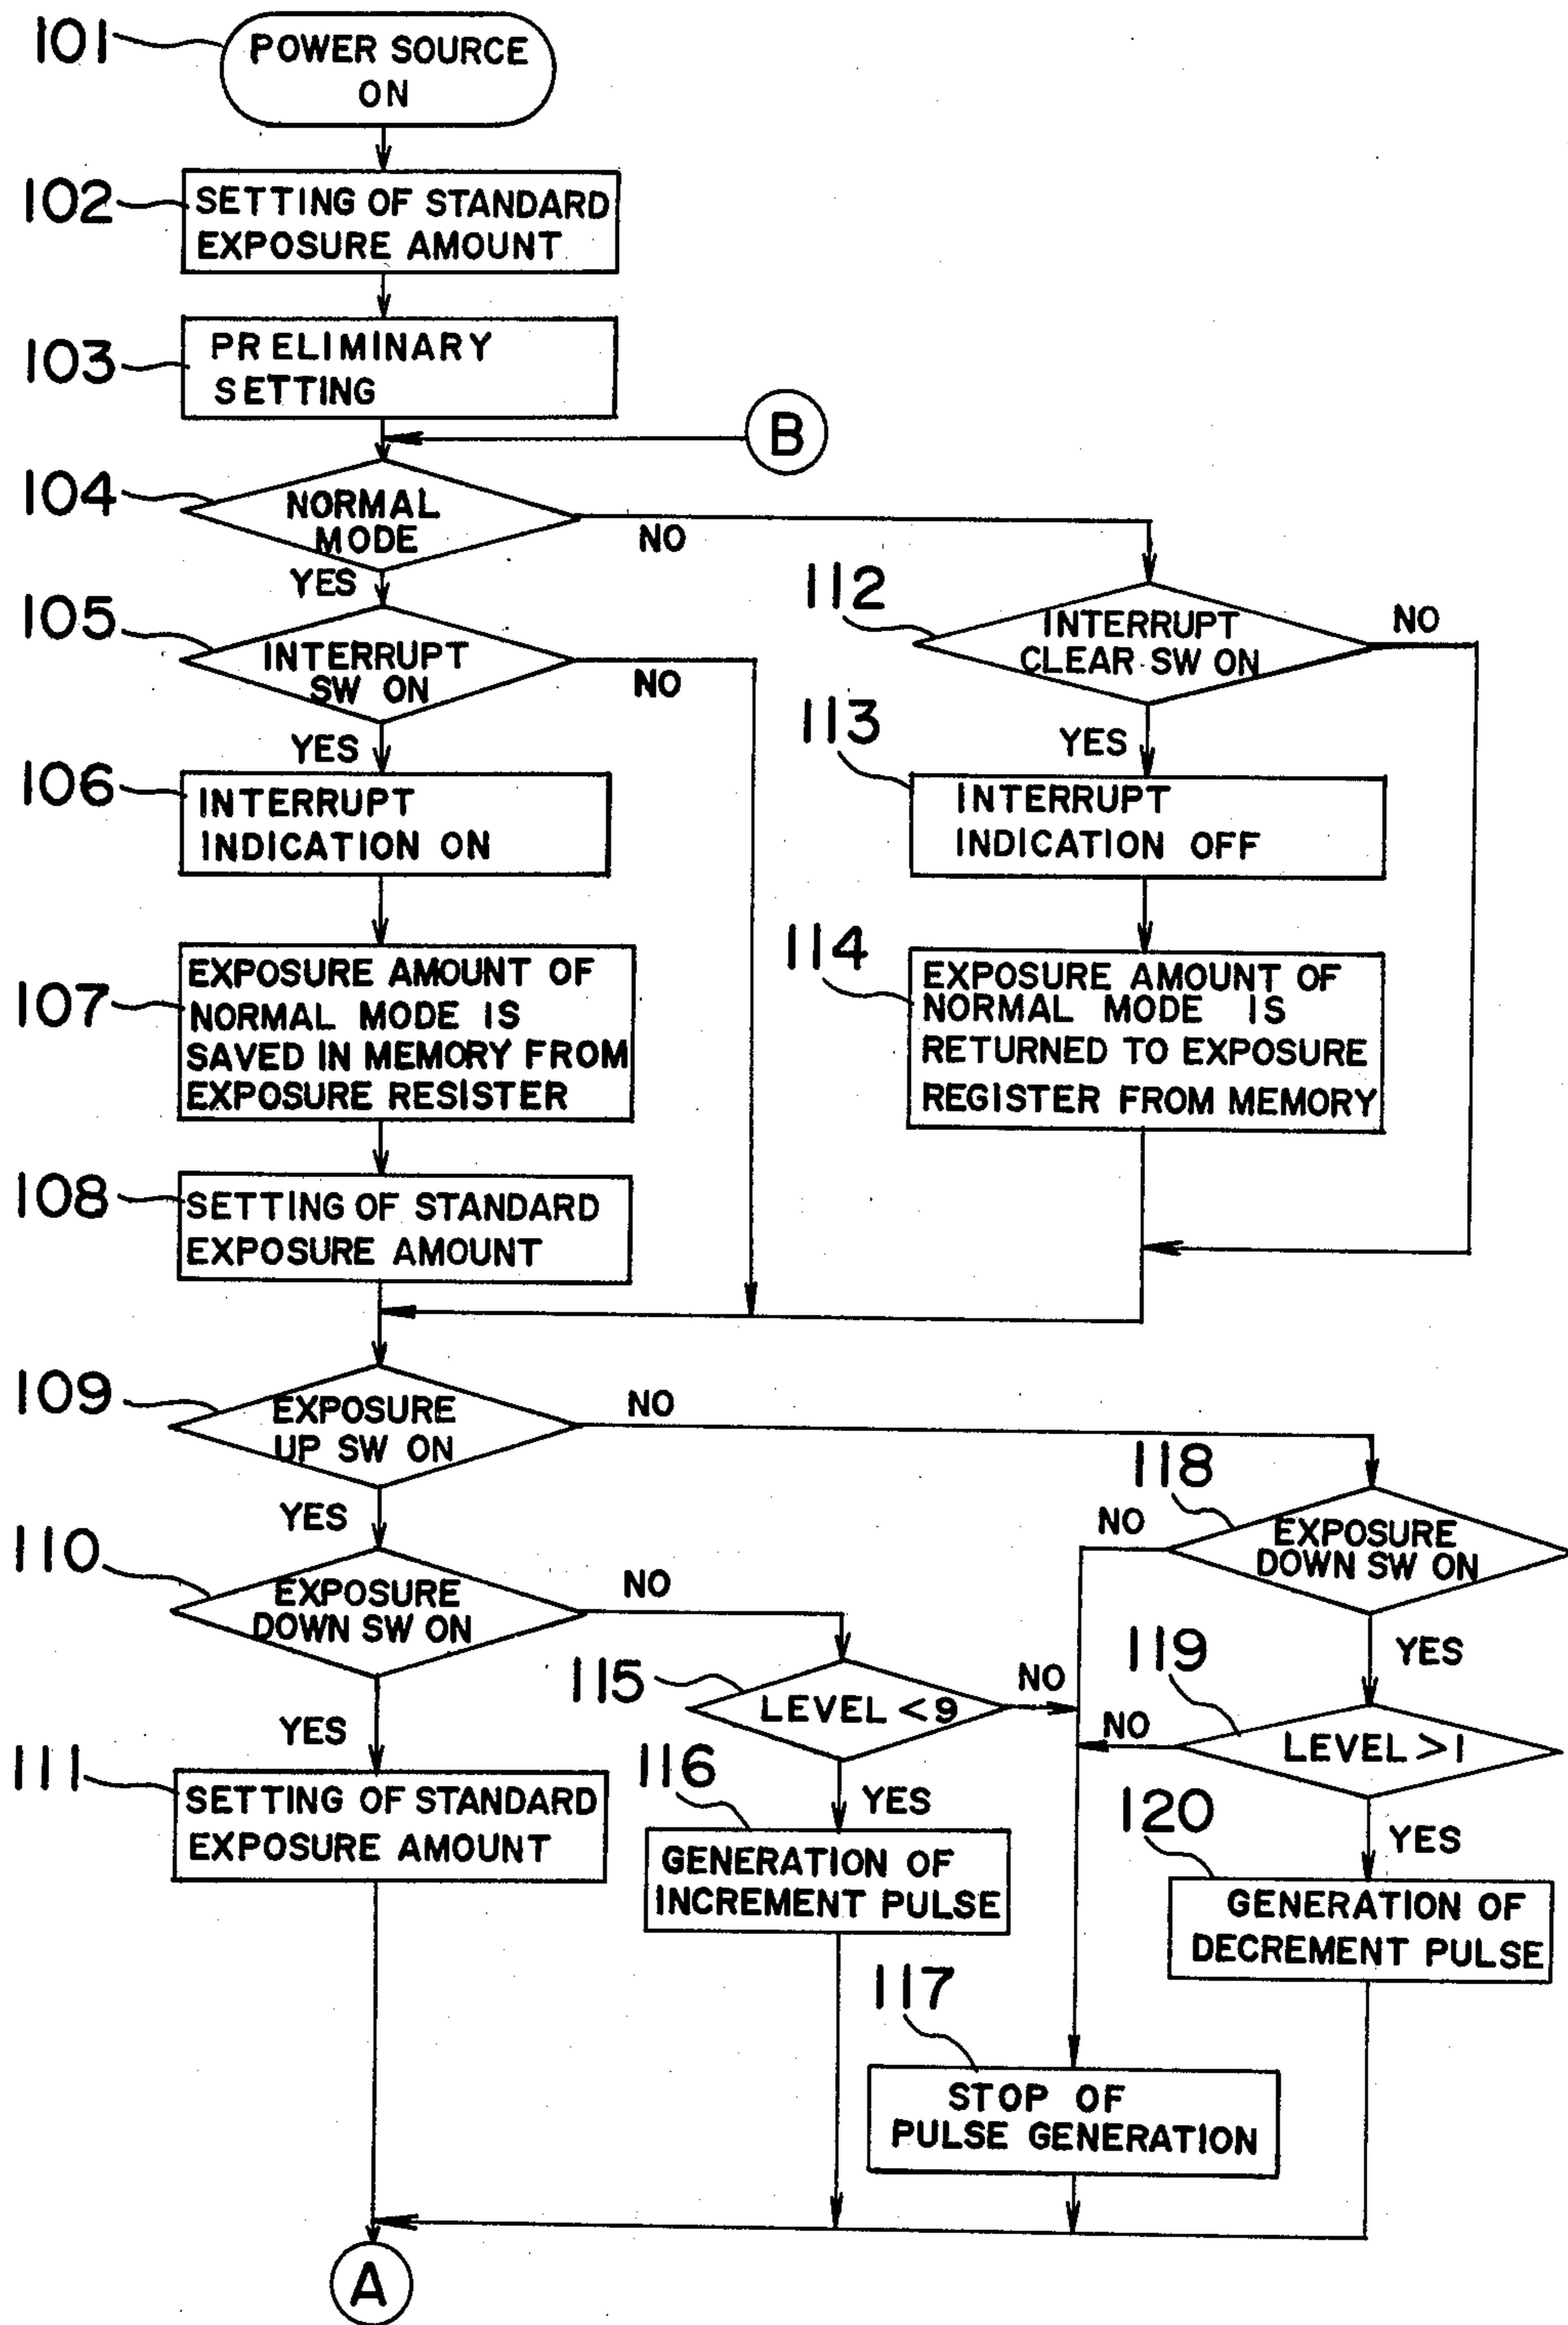 101
POWER SOURCE
ON
102
SETTING OF STANDARD
EXPOSURE AMOUNT
103
PRELIMINARY
SETTING
B
104
NORMAL
MODE
NO
YES
105
INTERRUPT
SW ON
NO
YES
106
INTERRUPT
INDICATION ON
107
EXPOSURE AMOUNT OF
NORMAL MODE IS
SAVED IN MEMORY FROM
EXPOSURE RESISTER
108
SETTING OF STANDARD
EXPOSURE AMOUNT
112
INTERRUPT
CLEAR SW ON
NO
YES
113
INTERRUPT
INDICATION OFF
114
EXPOSURE AMOUNT OF
NORMAL MODE IS
RETURNED TO EXPOSURE
REGISTER FROM MEMORY
109
EXPOSURE
UP SW ON
NO
YES
110
EXPOSURE
DOWN SW ON
NO
YES
111
SETTING OF STANDARD
EXPOSURE AMOUNT
115
LEVEL < 9
NO
YES
116
GENERATION OF
INCREMENT PULSE
117
STOP OF
PULSE GENERATION
118
EXPOSURE
DOWN SW ON
NO
YES
119
LEVEL > 1
NO
YES
120
GENERATION OF
DECREMENT PULSE
A